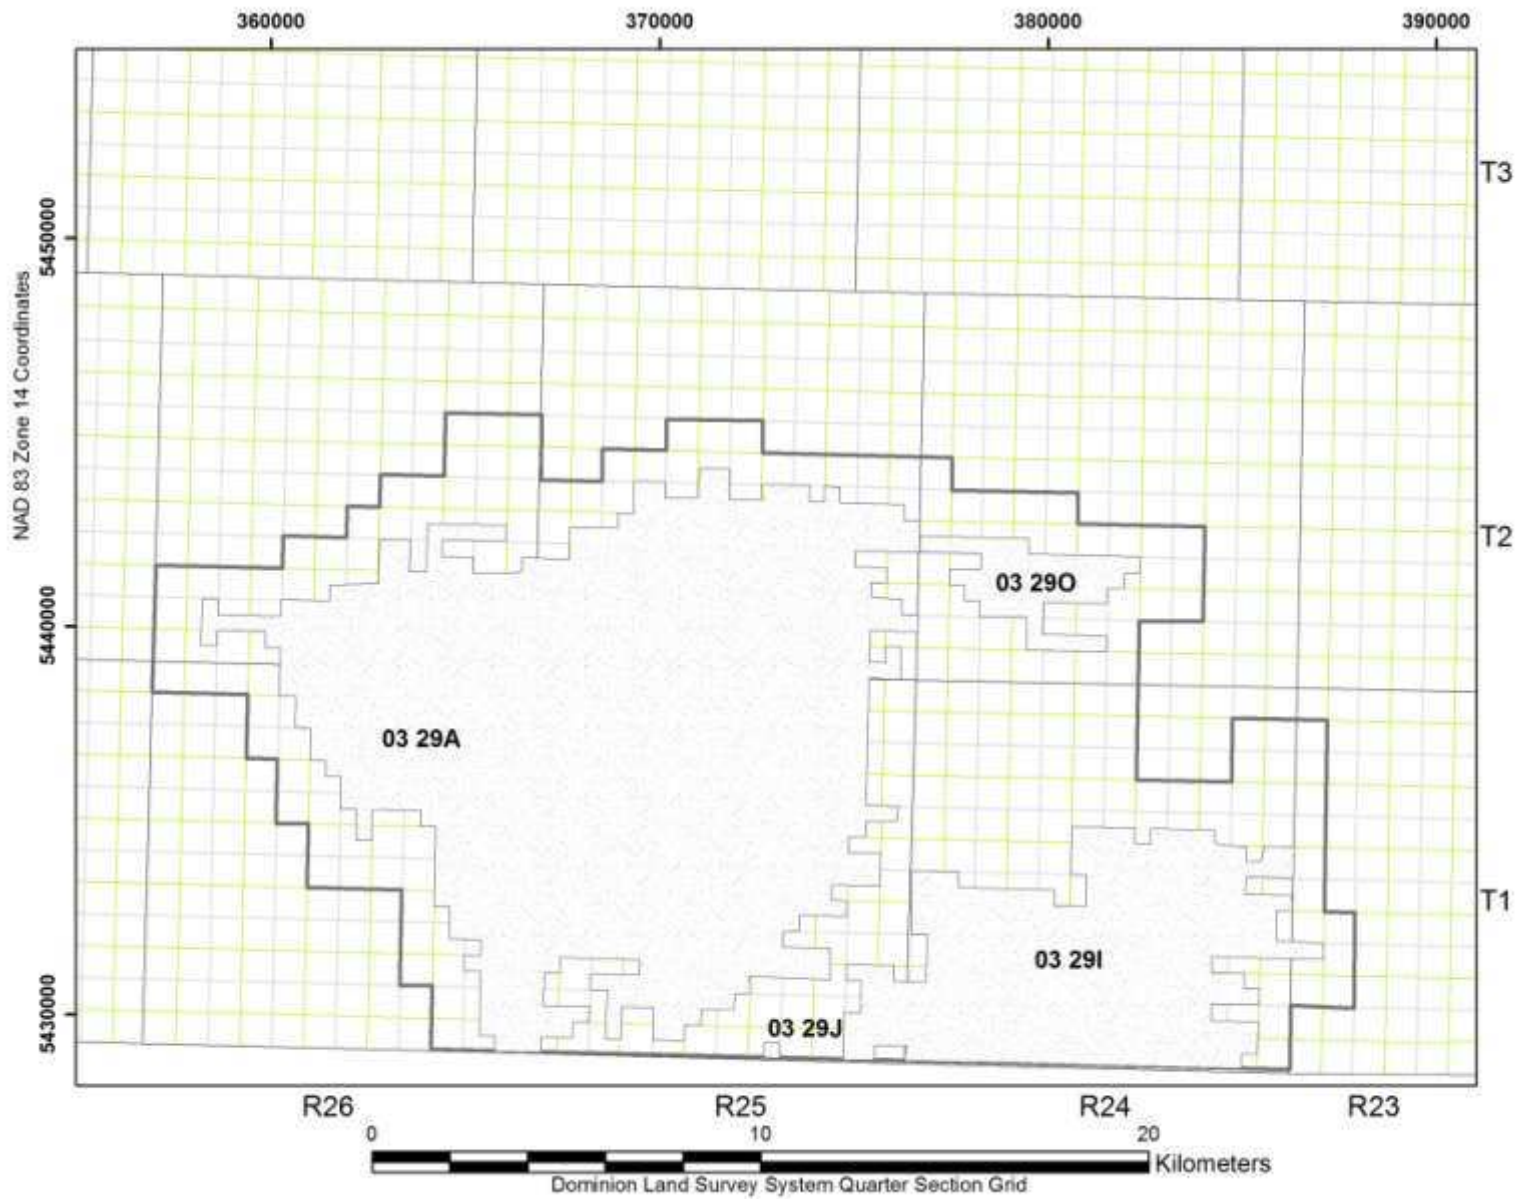 360000 370000 380000 390000
T3
5450000
NAD 83 Zone 14 Coordinates
T2
03 29O
5440000
03 29A
T1
03 29I
5430000
03 29J
R26 R25 R24 R23
0 10 20
Kilometers
Dominion Land Survey System Quarter Section Grid